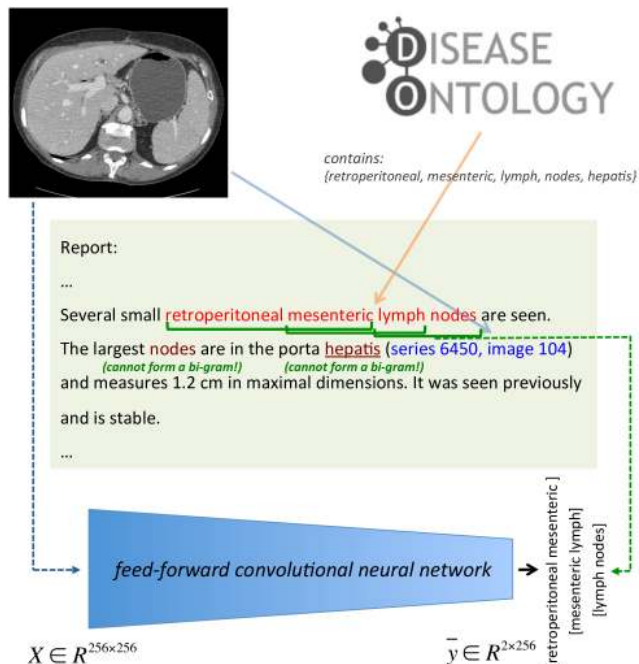 DISEASE
ONTOLOGY
contains:
{retroperitoneal, mesenteric, lymph, nodes, hepatis}
Report:
...
Several small retroperitoneal mesenteric lymph nodes are seen.
The largest nodes are in the porta hepatis (series 6450, image 104)
(cannot form a bi-gram!) (cannot form a bi-gram!)
and measures 1.2 cm in maximal dimensions. It was seen previously
and is stable.
...
feed-forward convolutional neural network
[retroperitoneal mesenteric ]
[mesenteric lymph]
[lymph nodes]
X ∈ R^{256×256}
y̅ ∈ R^{2×256}